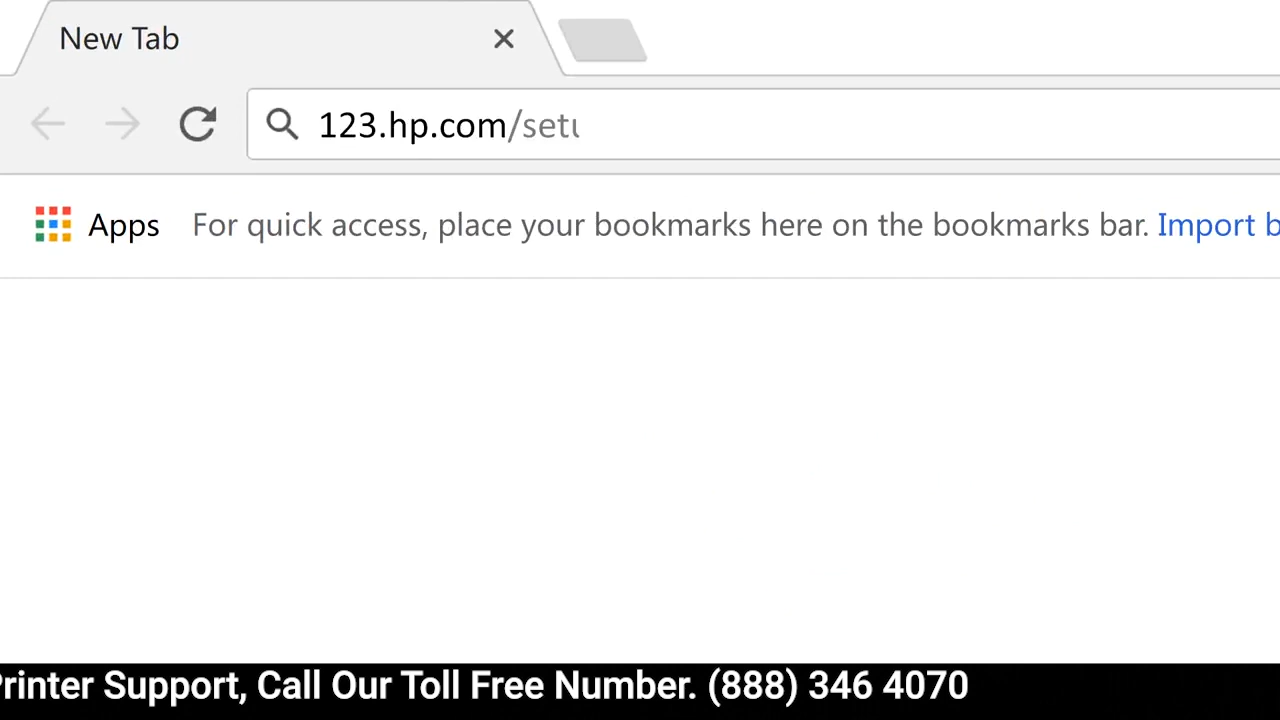 New Tab
123.hp.com/setu
Apps For quick access, place your bookmarks here on the bookmarks bar. Import b
Printer Support, Call Our Toll Free Number. (888) 346 4070